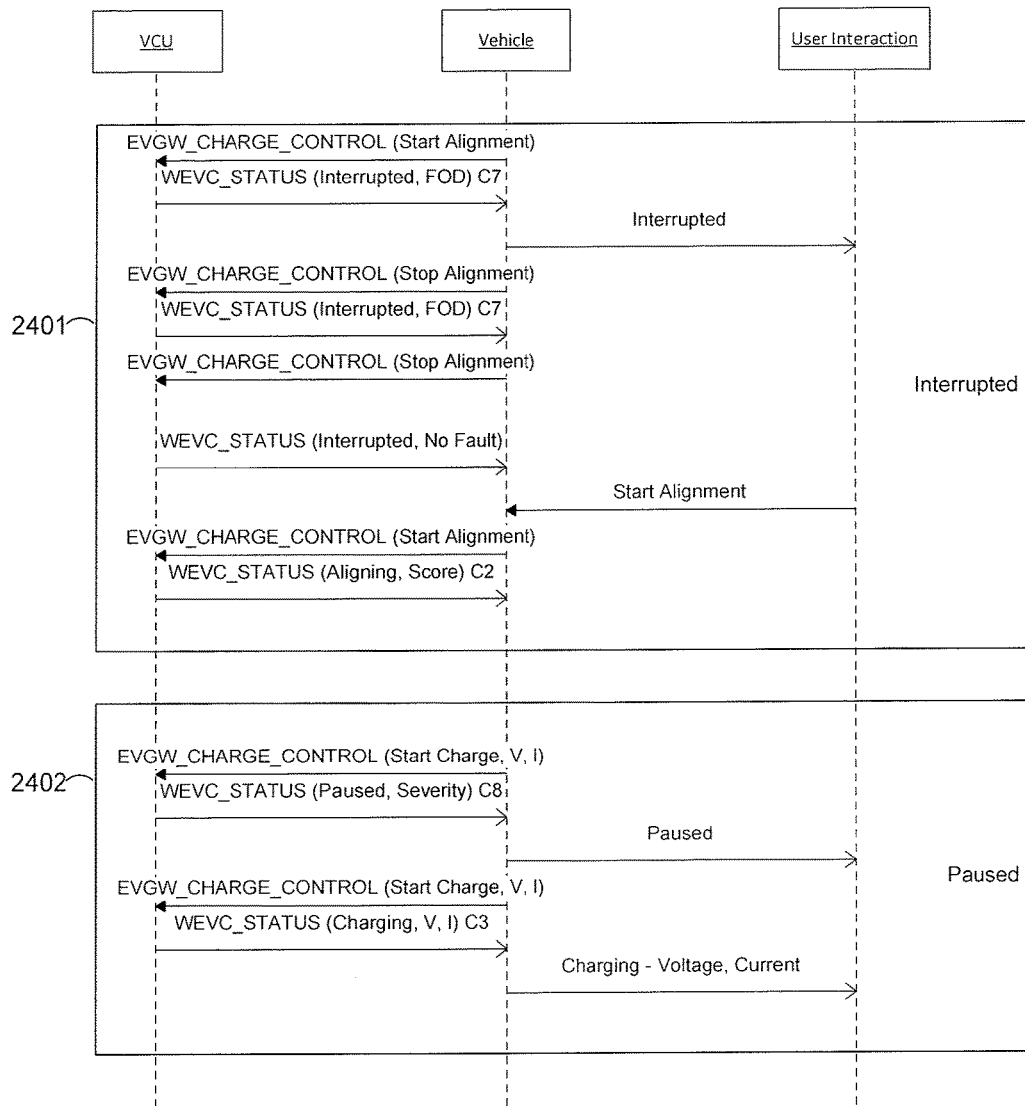 VCU
Vehicle
User Interaction
EVGW_CHARGE_CONTROL (Start Alignment)
WEVC_STATUS (Interrupted, FOD) C7
Interrupted
EVGW_CHARGE_CONTROL (Stop Alignment)
WEVC_STATUS (Interrupted, FOD) C7
2401
EVGW_CHARGE_CONTROL (Stop Alignment)
Interrupted
WEVC_STATUS (Interrupted, No Fault)
Start Alignment
EVGW_CHARGE_CONTROL (Start Alignment)
WEVC_STATUS (Aligning, Score) C2
EVGW_CHARGE_CONTROL (Start Charge, V, I)
2402
WEVC_STATUS (Paused, Severity) C8
Paused
Paused
EVGW_CHARGE_CONTROL (Start Charge, V, I)
WEVC_STATUS (Charging, V, I) C3
Charging - Voltage, Current